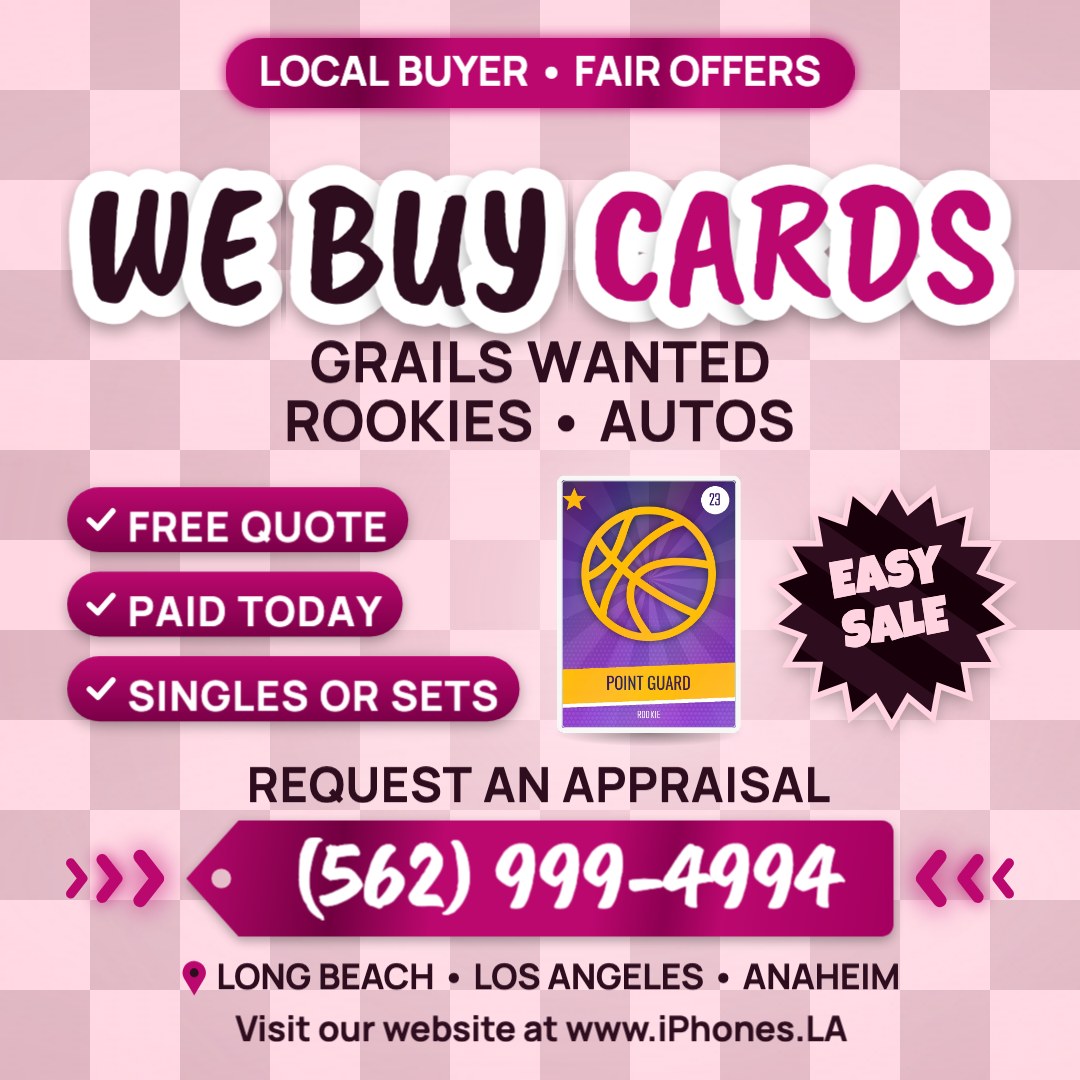 LOCAL BUYER • FAIR OFFERS
WE BUY CARDS
GRAILS WANTED
ROOKIES • AUTOS
FREE QUOTE
PAID TODAY
SINGLES OR SETS
23
POINT GUARD
ROOKIE
EASY
SALE
REQUEST AN APPRAISAL
(562) 999-4994
LONG BEACH • LOS ANGELES • ANAHEIM
Visit our website at www.iPhones.LA